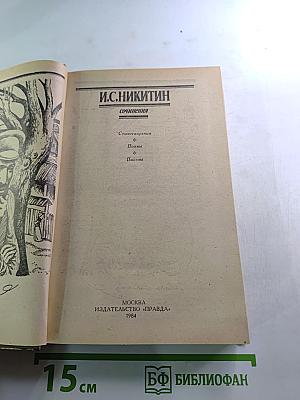 И.С.НИКИТИН
СОЧИНЕНИЯ
Стихотворения
Поэмы
Письма
МОСКВА
ИЗДАТЕЛЬСТВО «ПРАВДА»
1984
15 см
БФ БИБЛИОФАН